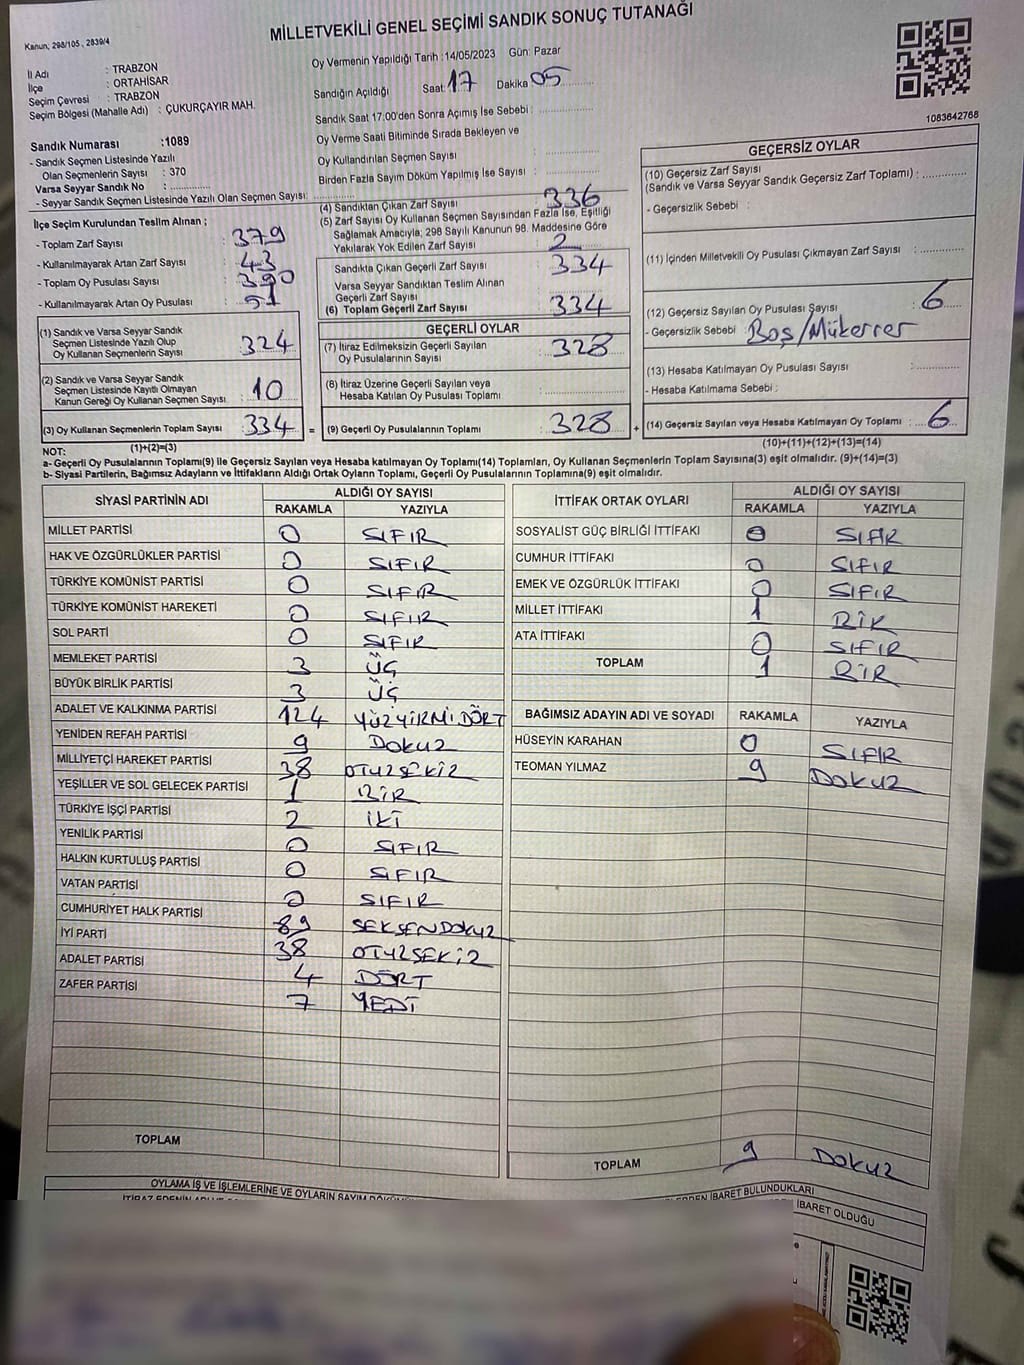 MİLLETVEKİLİ GENEL SEÇİMİ SANDIK SONUÇ TUTANAĞI
Kanun; 298/105 , 2839/4
İl Adı : TRABZON
İlçe : ORTAHİSAR
Seçim Çevresi : TRABZON
Seçim Bölgesi (Mahalle Adı) : ÇUKURÇAYIR MAH.
Sandık Numarası :1089
- Sandık Seçmen Listesinde Yazılı
Olan Seçmenlerin Sayısı : 370
Varsa Seyyar Sandık No :
- Seyyar Sandık Seçmen Listesinde Yazılı Olan Seçmen Sayısı:
Oy Vermenin Yapıldığı Tarih :14/05/2023 Gün: Pazar
Sandığın Açıldığı Saat: 17 Dakika 05
Sandık Saat 17:00'den Sonra Açımış İse Sebebi :
Oy Verme Saati Bitiminde Sırada Bekleyen ve
Oy Kullandırılan Seçmen Sayısı :
Birden Fazla Sayım Döküm Yapılmış İse Sayısı :
1083642768
İlçe Seçim Kurulundan Teslim Alınan ;
- Toplam Zarf Sayısı : 379
- Kullanılmayarak Artan Zarf Sayısı : 43
- Toplam Oy Pusulası Sayısı : 390
- Kullanılmayarak Artan Oy Pusulası : 51
(1) Sandık ve Varsa Seyyar Sandık
Seçmen Listesinde Yazılı Olup
Oy Kullanan Seçmenlerin Sayısı : 324
(2) Sandık ve Varsa Seyyar Sandık
Seçmen Listesinde Kayıtlı Olmayan
Kanun Gereği Oy Kullanan Seçmen Sayısı : 10
(3) Oy Kullanan Seçmenlerin Toplam Sayısı : 334 =
(1)+(2)=(3)
(4) Sandıktan Çıkan Zarf Sayısı : 336
(5) Zarf Sayısı Oy Kullanan Seçmen Sayısından Fazla İse, Eşitliği
Sağlamak Amacıyla; 298 Sayılı Kanunun 98. Maddesine Göre
Yakılarak Yok Edilen Zarf Sayısı : 2
Sandıkta Çıkan Geçerli Zarf Sayısı : 334
Varsa Seyyar Sandıktan Teslim Alınan
Geçerli Zarf Sayısı :
(6) Toplam Geçerli Zarf Sayısı : 334
GEÇERLİ OYLAR
(7) İtiraz Edilmeksizin Geçerli Sayılan
Oy Pusulalarının Sayısı : 328
(8) İtiraz Üzerine Geçerli Sayılan veya
Hesaba Katılan Oy Pusulası Toplamı :
(9) Geçerli Oy Pusulalarının Toplamı : 328 +
GEÇERSİZ OYLAR
(10) Geçersiz Zarf Sayısı
(Sandık ve Varsa Seyyar Sandık Geçersiz Zarf Toplamı) :
- Geçersizlik Sebebi :
(11) İçinden Milletvekili Oy Pusulası Çıkmayan Zarf Sayısı :
(12) Geçersiz Sayılan Oy Pusulası Sayısı : 6
- Geçersizlik Sebebi : Boş/Mükerrer
(13) Hesaba Katılmayan Oy Pusulası Sayısı :
- Hesaba Katılmama Sebebi :
(14) Geçersiz Sayılan veya Hesaba Katılmayan Oy Toplamı : 6
(10)+(11)+(12)+(13)=(14)
NOT:
a- Geçerli Oy Pusulalarının Toplamı(9) ile Geçersiz Sayılan veya Hesaba katılmayan Oy Toplamı(14) Toplamları, Oy Kullanan Seçmenlerin Toplam Sayısına(3) eşit olmalıdır. (9)+(14)=(3)
b- Siyasi Partilerin, Bağımsız Adayların ve İttifakların Aldığı Ortak Oyların Toplamı, Geçerli Oy Pusulalarının Toplamına(9) eşit olmalıdır.
SİYASİ PARTİNİN ADI ALDIĞI OY SAYISI
RAKAMLA YAZIYLA
MİLLET PARTİSİ 0 SIFIR
HAK VE ÖZGÜRLÜKLER PARTİSİ 0 SIFIR
TÜRKİYE KOMÜNİST PARTİSİ 0 SIFIR
TÜRKİYE KOMÜNİST HAREKETİ 0 SIFIR
SOL PARTİ 0 SIFIR
MEMLEKET PARTİSİ 3 ÜÇ
BÜYÜK BİRLİK PARTİSİ 3 ÜÇ
ADALET VE KALKINMA PARTİSİ 124 YÜZYİRMİDÖRT
YENİDEN REFAH PARTİSİ 9 DOKUZ
MİLLİYETÇİ HAREKET PARTİSİ 38 OTUZSEKİZ
YEŞİLLER VE SOL GELECEK PARTİSİ 1 BİR
TÜRKİYE İŞÇİ PARTİSİ 2 İKİ
YENİLİK PARTİSİ 0 SIFIR
HALKIN KURTULUŞ PARTİSİ 0 SIFIR
VATAN PARTİSİ 0 SIFIR
CUMHURİYET HALK PARTİSİ 89 SEKSENDOKUZ
İYİ PARTİ 38 OTUZSEKİZ
ADALET PARTİSİ 4 DÖRT
ZAFER PARTİSİ 7 YEDİ
TOPLAM
İTTİFAK ORTAK OYLARI ALDIĞI OY SAYISI
RAKAMLA YAZIYLA
SOSYALİST GÜÇ BİRLİĞİ İTTİFAKI 0 SIFIR
CUMHUR İTTİFAKI 0 SIFIR
EMEK VE ÖZGÜRLÜK İTTİFAKI 0 SIFIR
MİLLET İTTİFAKI 1 BİR
ATA İTTİFAKI 0 SIFIR
TOPLAM 1 BİR
BAĞIMSIZ ADAYIN ADI VE SOYADI RAKAMLA YAZIYLA
HÜSEYİN KARAHAN 0 SIFIR
TEOMAN YILMAZ 9 DOKUZ
TOPLAM 9 DOKUZ
OYLAMA İŞ VE İŞLEMLERİNE VE OYLARIN SAYIM
İBARET BULUNDUKLARI
İBARET OLDUĞU